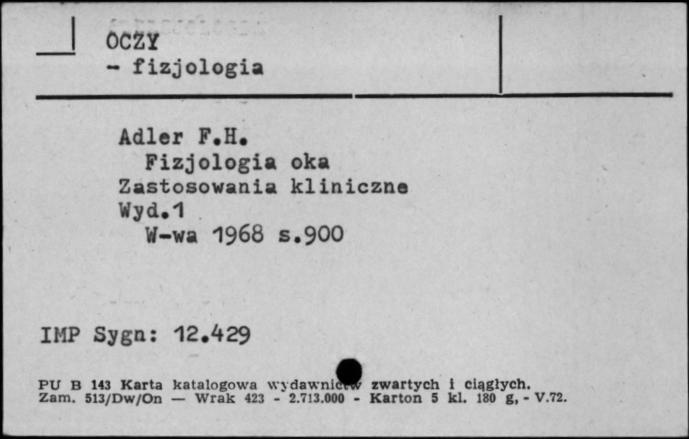 OCZY
- fizjologia
Adler F.H.
Fizjologia oka
Zastosowania kliniczne
Wyd.1
W-wa 1968 s.900
IMP Sygn: 12.429
PU B 143 Karta katalogowa wydawnictw zwartych i ciągłych.
Zam. 513/Dw/On — Wrak 423 - 2.713.000 - Karton 5 kl. 180 g, - V.72.